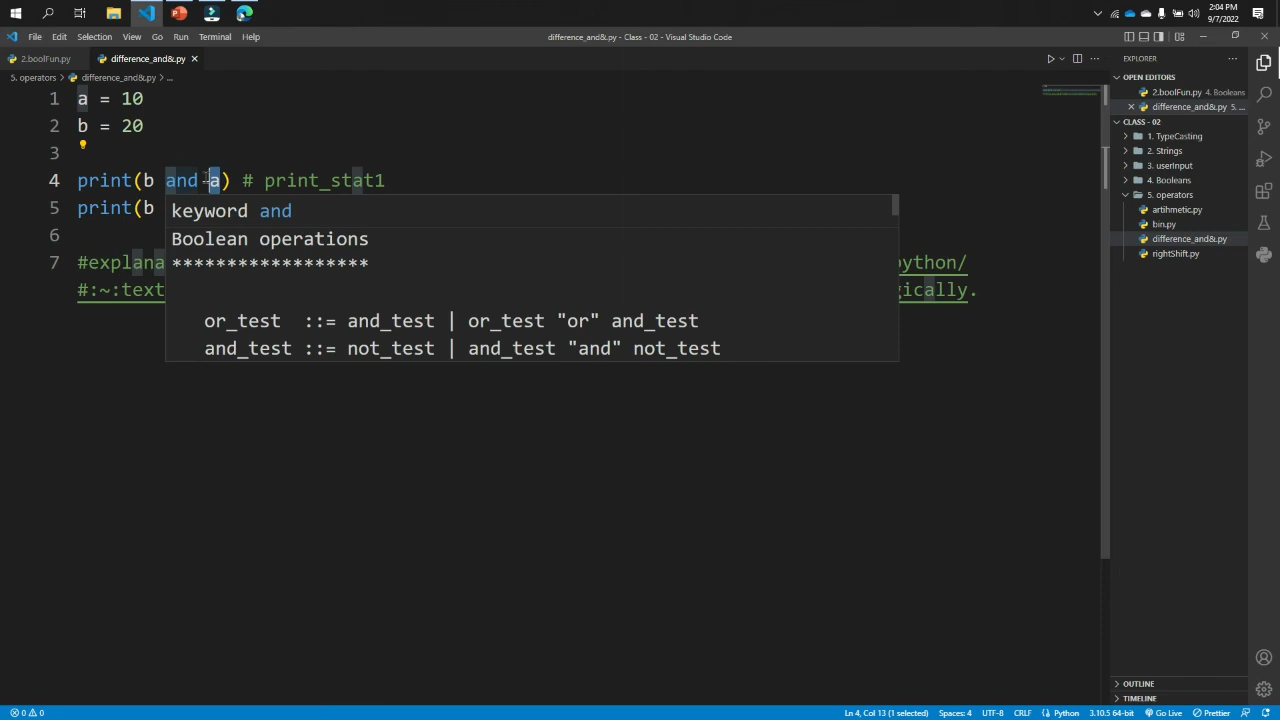 2:04 PM
9/7/2022
File Edit Selection View Go Run Terminal Help
difference_and&.py - Class - 02 - Visual Studio Code
2.boolFun.py
difference_and&.py
5. operators > difference_and&.py > ...
1 a = 10
2 b = 20
3
4 print(b and a) # print_stat1
5 print(b
6
7 #explana ython/
#:~:text gically.
keyword and
Boolean operations
******************
or_test ::= and_test | or_test "or" and_test
and_test ::= not_test | and_test "and" not_test
EXPLORER
OPEN EDITORS
2.boolFun.py 4. Booleans
difference_and&.py 5. ...
CLASS - 02
1. TypeCasting
2. Strings
3. userInput
4. Booleans
5. operators
artihmetic.py
bin.py
difference_and&.py
rightShift.py
OUTLINE
TIMELINE
0 0 Ln 4, Col 13 (1 selected) Spaces: 4 UTF-8 CRLF Python 3.10.5 64-bit Go Live Prettier